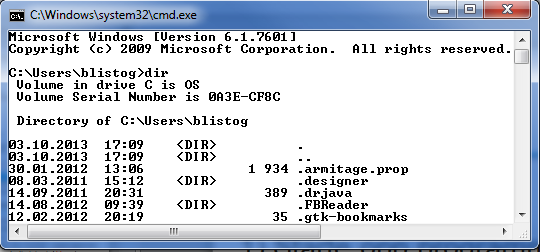 C:\Windows\system32\cmd.exe
Microsoft Windows [Version 6.1.7601]
Copyright (c) 2009 Microsoft Corporation.  All rights reserved.
C:\Users\blistog>dir
 Volume in drive C is OS
 Volume Serial Number is 0A3E-CF8C
 Directory of C:\Users\blistog
03.10.2013  17:09    <DIR>          .
03.10.2013  17:09    <DIR>          ..
30.01.2012  13:06             1 934 .armitage.prop
08.03.2011  15:12    <DIR>          .designer
14.09.2011  20:31               389 .drjava
14.08.2012  09:39    <DIR>          .FBReader
12.02.2012  20:19                35 .gtk-bookmarks